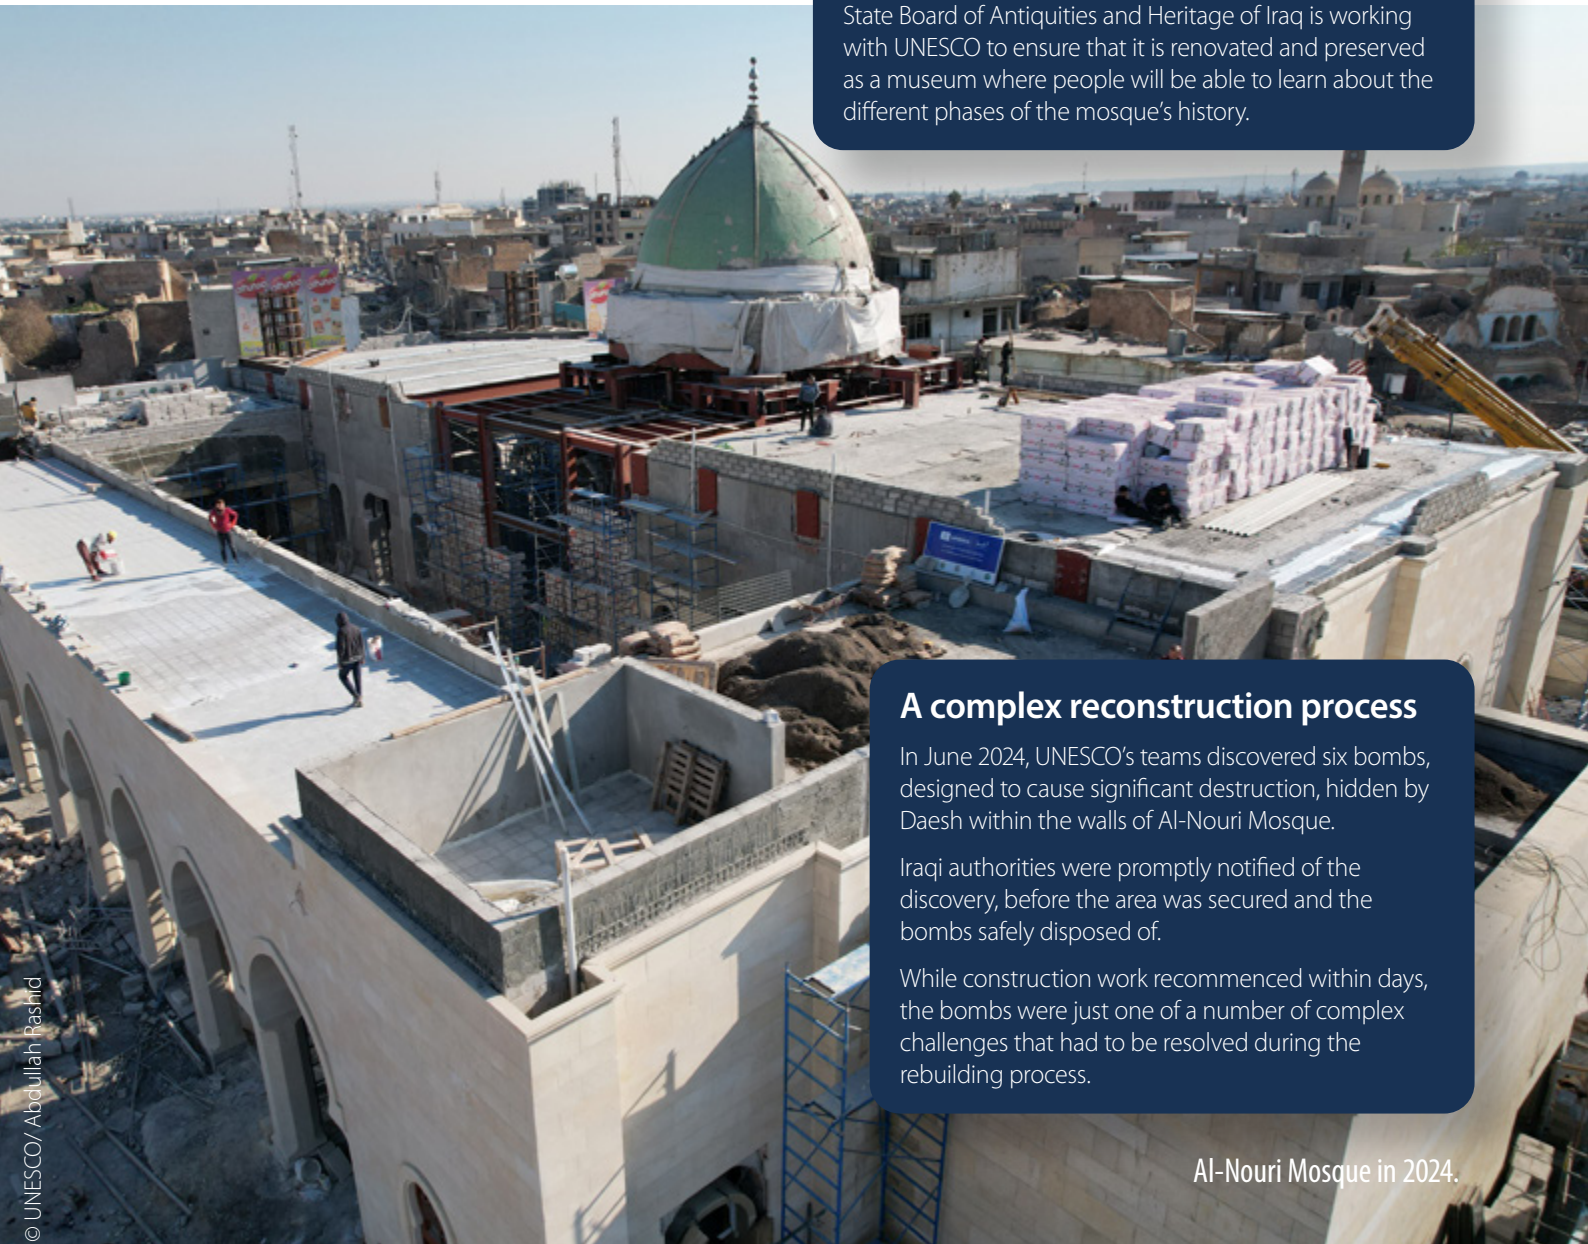 State Board of Antiquities and Heritage of Iraq is working
with UNESCO to ensure that it is renovated and preserved
as a museum where people will be able to learn about the
different phases of the mosque's history.
A complex reconstruction process
In June 2024, UNESCO's teams discovered six bombs,
designed to cause significant destruction, hidden by
Daesh within the walls of Al-Nouri Mosque.
Iraqi authorities were promptly notified of the
discovery, before the area was secured and the
bombs safely disposed of.
While construction work recommenced within days,
the bombs were just one of a number of complex
challenges that had to be resolved during the
rebuilding process.
Al-Nouri Mosque in 2024.
© UNESCO/ Abdullah Rashid